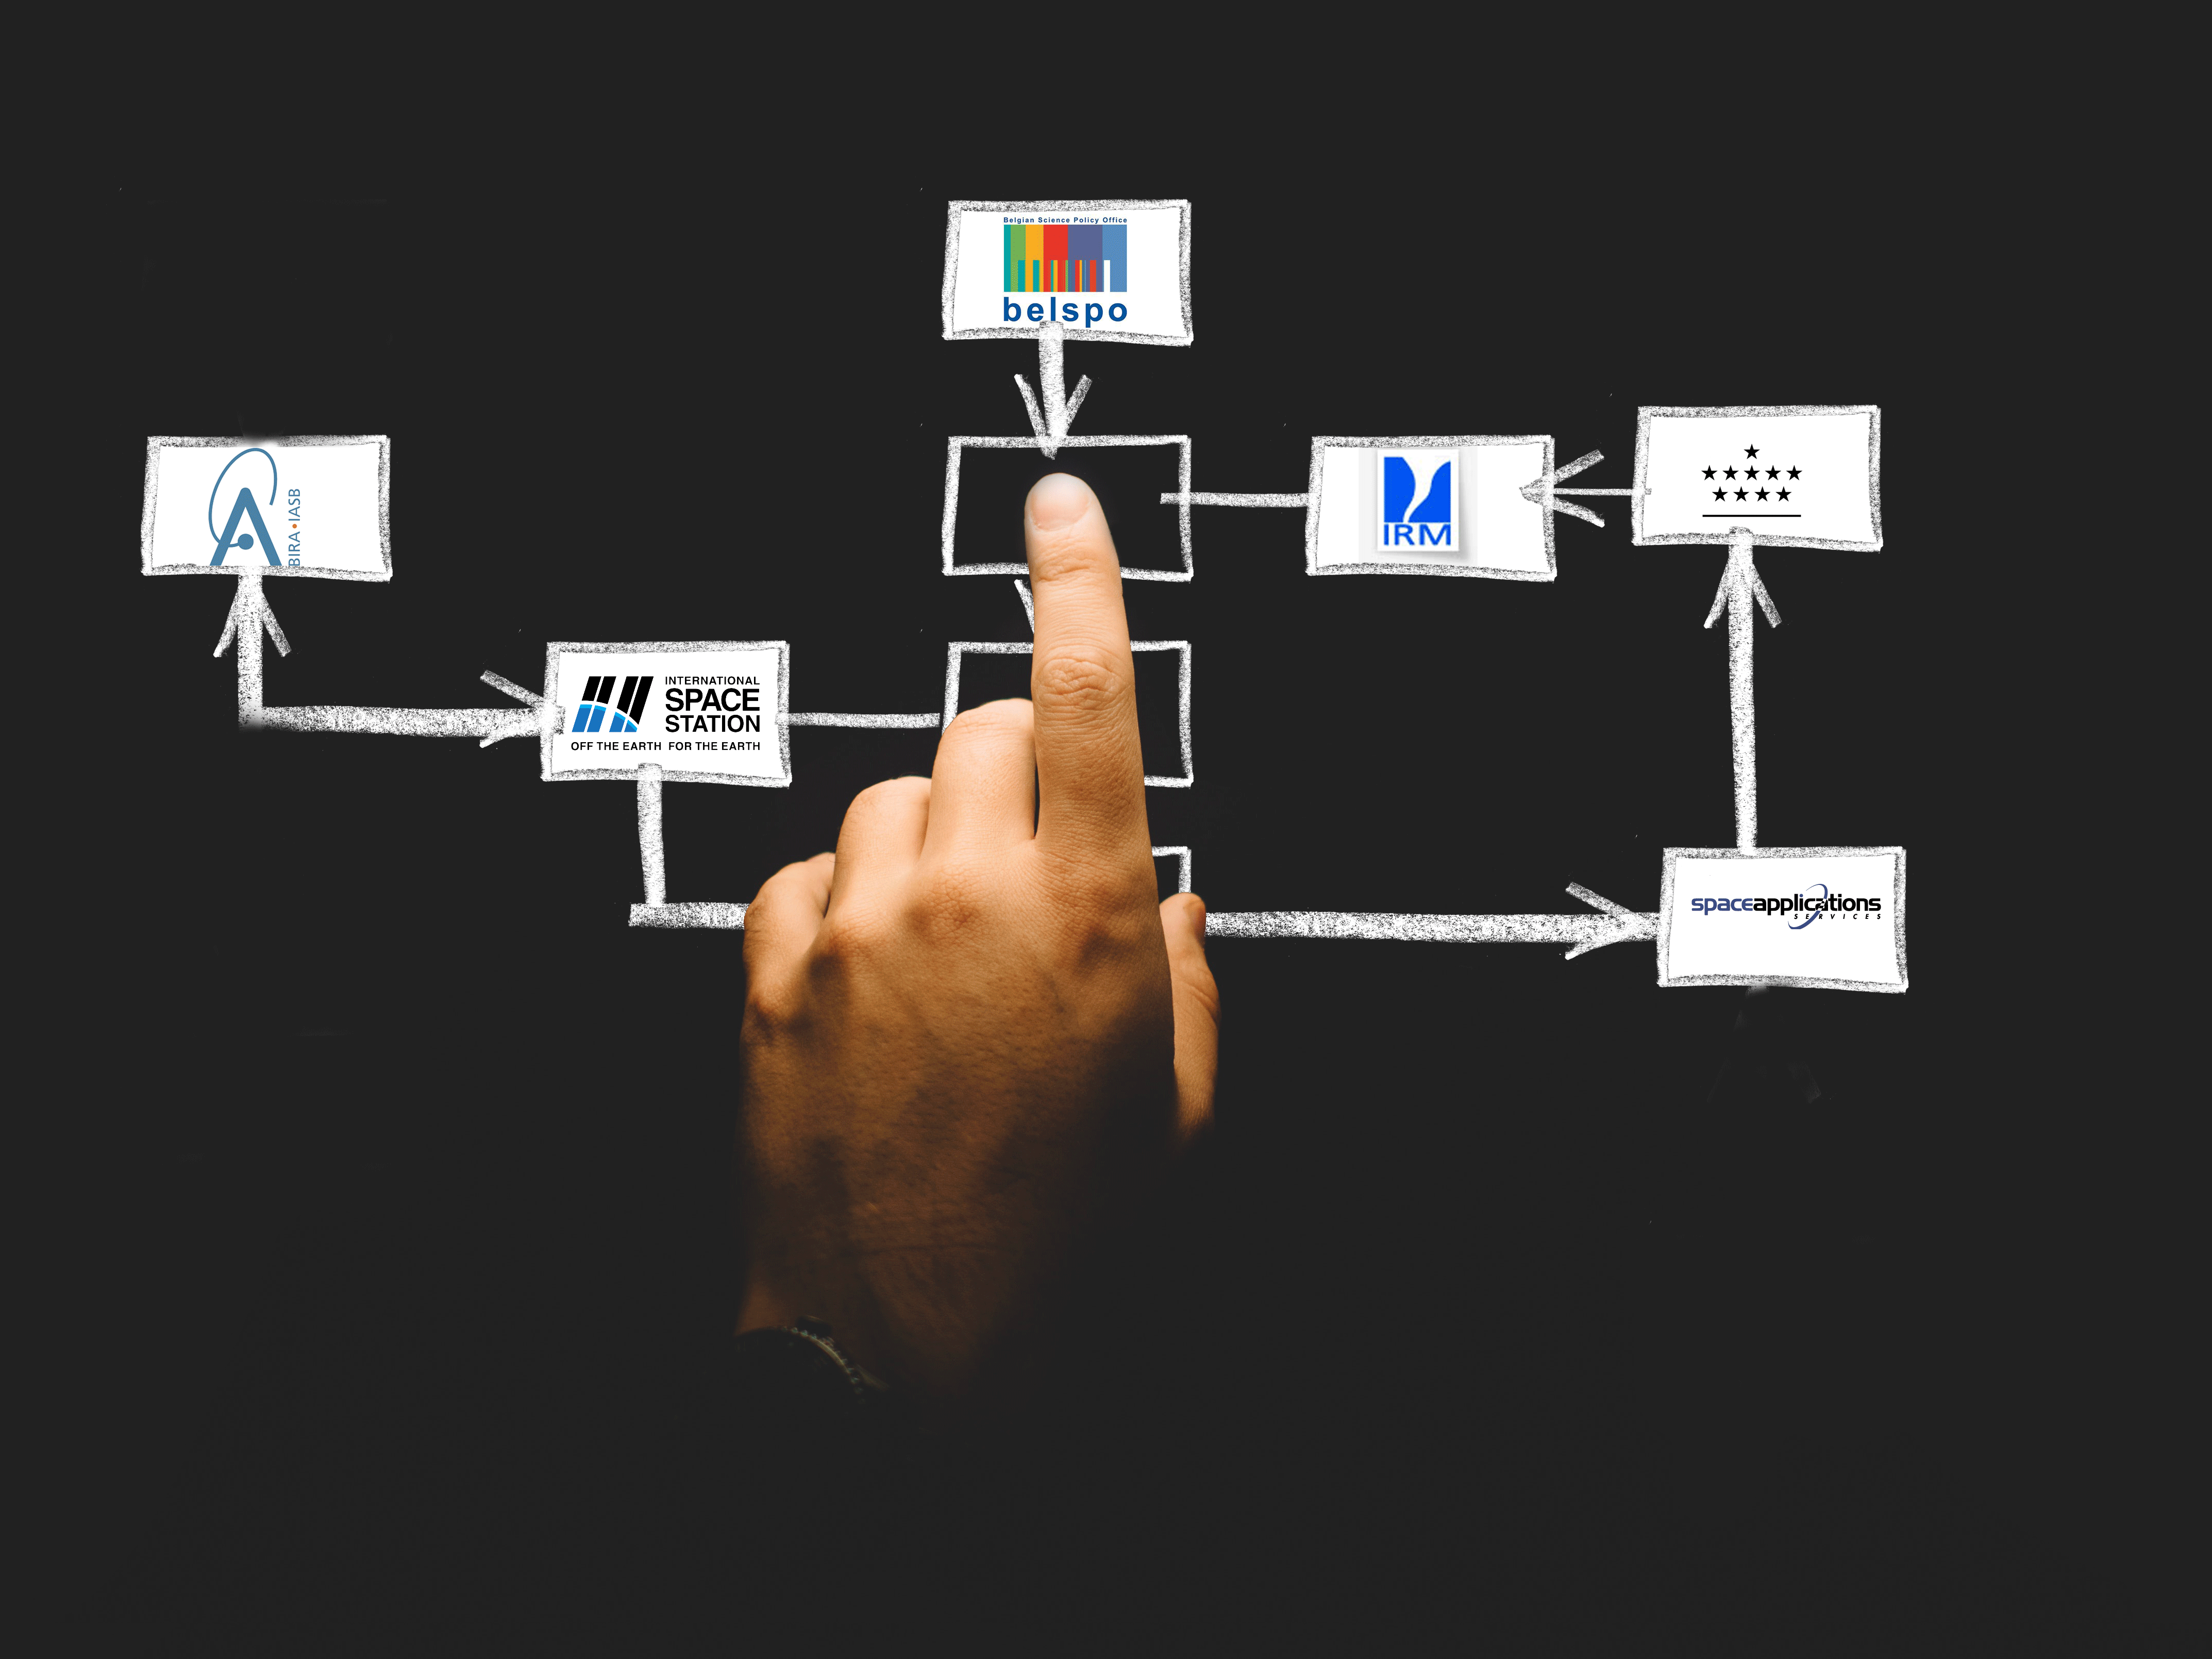 Belgian Science Policy Office
belspo
BIRA•IASB
IRM
INTERNATIONAL
SPACE
STATION
OFF THE EARTH FOR THE EARTH
spaceapplications
SERVICES